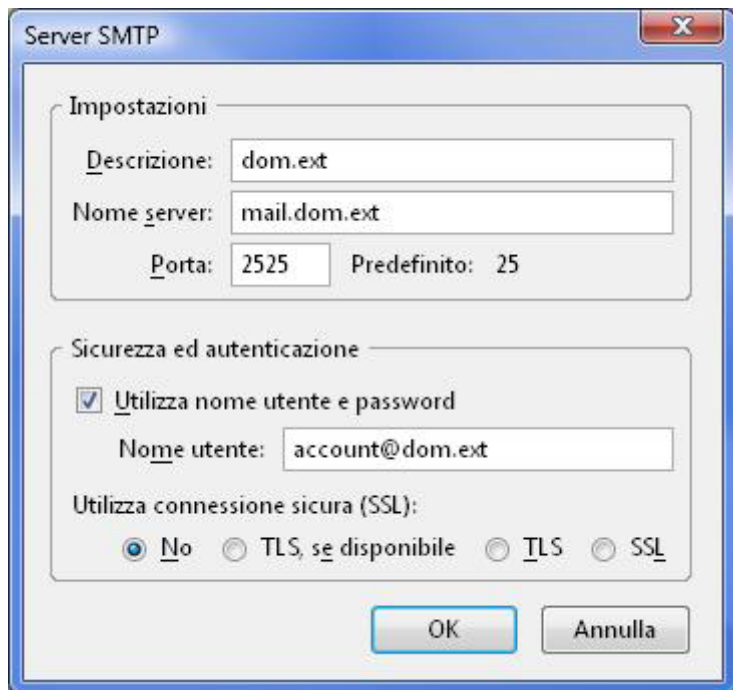 Server SMTP
Impostazioni
Descrizione: dom.ext
Nome server: mail.dom.ext
Porta: 2525 Predefinito: 25
Sicurezza ed autenticazione
Utilizza nome utente e password
Nome utente: account@dom.ext
Utilizza connessione sicura (SSL):
No TLS, se disponibile TLS SSL
OK Annulla